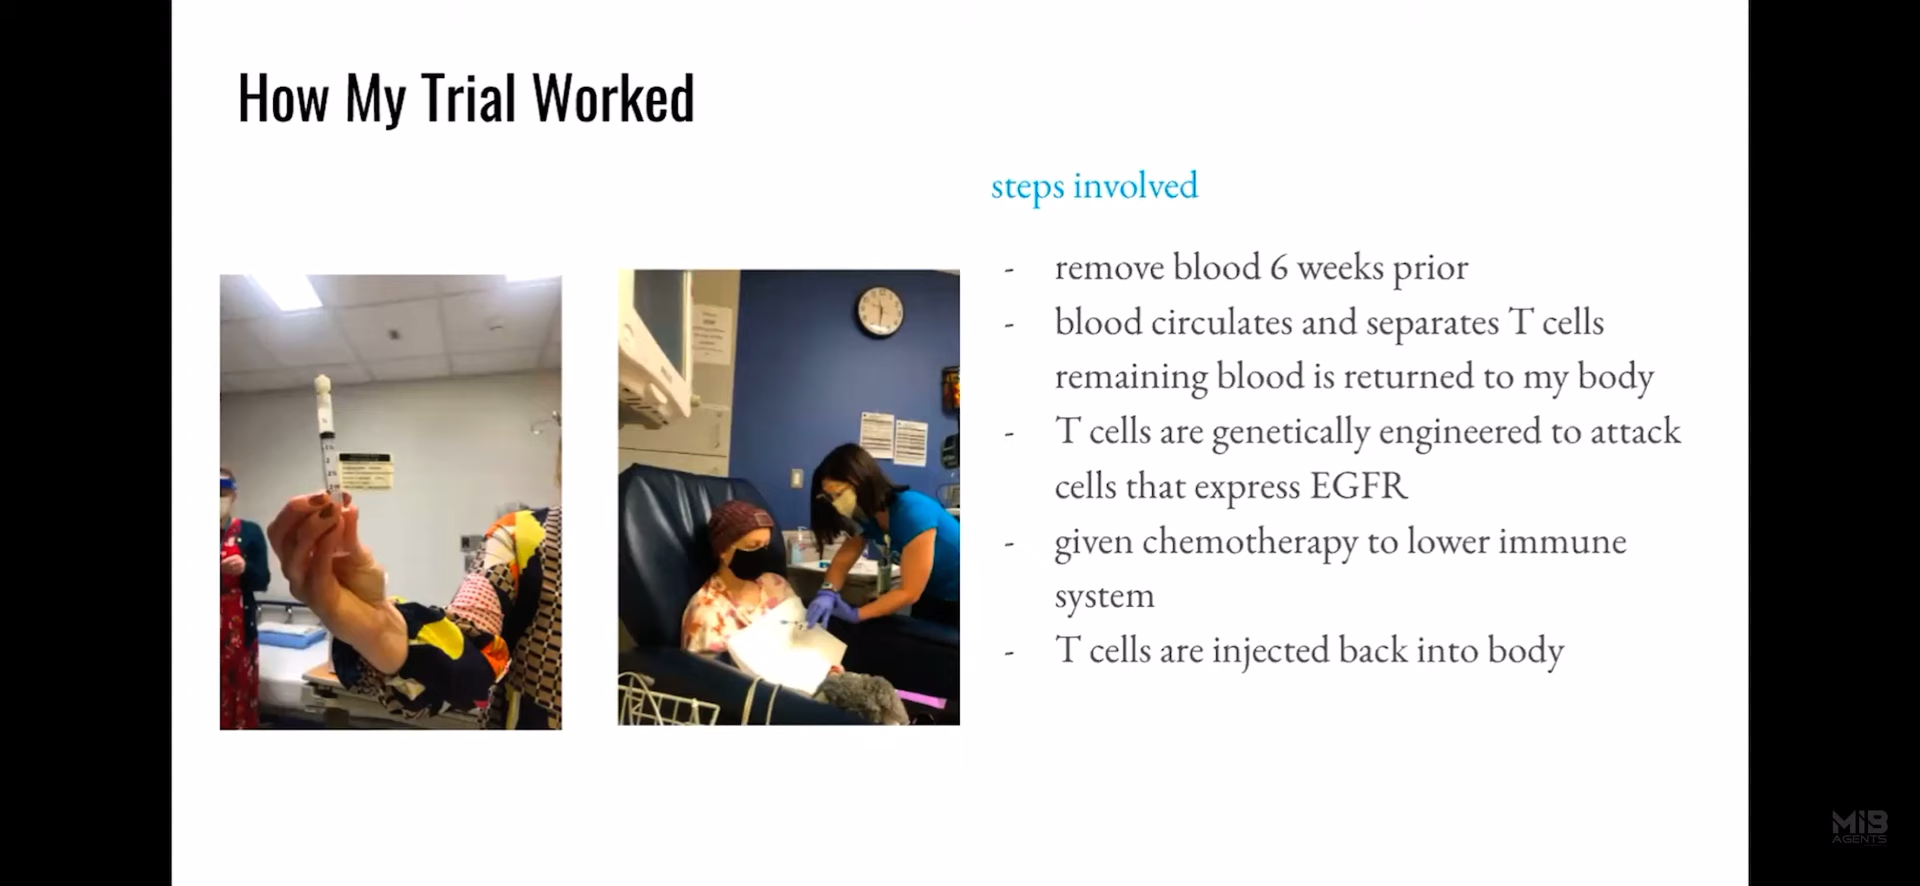 How My Trial Worked
steps involved
- remove blood 6 weeks prior
- blood circulates and separates T cells
remaining blood is returned to my body
- T cells are genetically engineered to attack
cells that express EGFR
- given chemotherapy to lower immune
system
- T cells are injected back into body
MIB
AGENTS